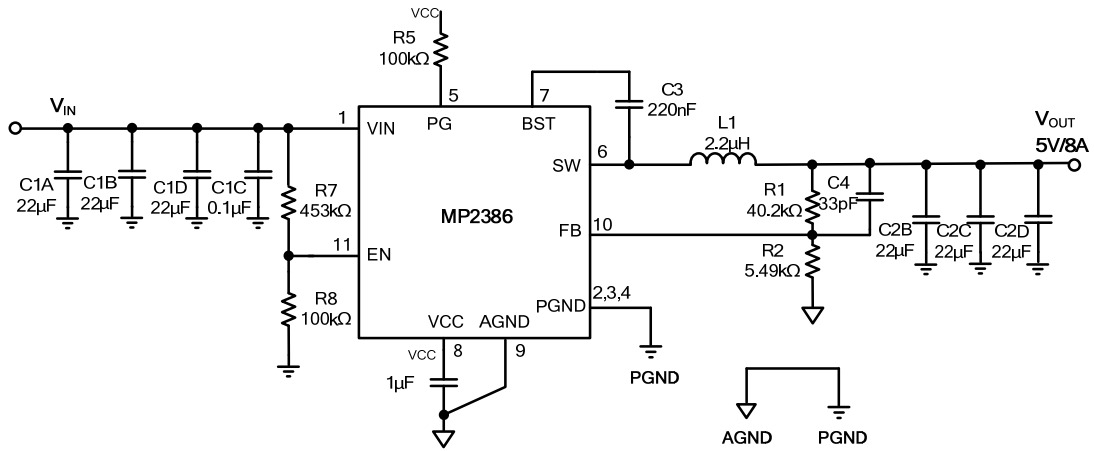 VCC
R5
100kΩ
5
7
C3
220nF
VIN
1
VIN
PG
BST
L1
2.2µH
VOUT
5V/8A
6
SW
C1A
22µF
C1B
22µF
C1D
22µF
C1C
0.1µF
R7
453kΩ
MP2386
R1
40.2kΩ
C4
33pF
10
FB
11
EN
R2
5.49kΩ
C2B
22µF
C2C
22µF
C2D
22µF
R8
100kΩ
2,3,4
PGND
VCC
AGND
VCC
8
9
1µF
PGND
AGND
PGND